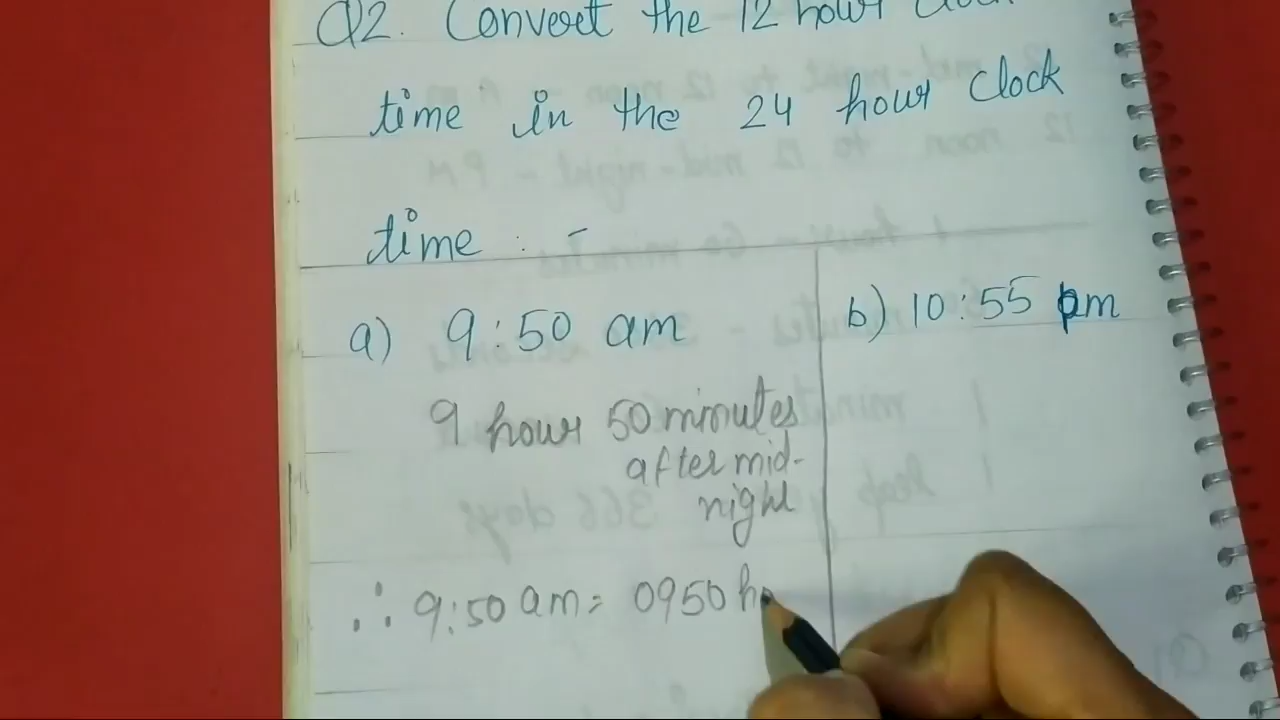 Q2. Convert the 12 hour clock
time in the 24 hour clock
time : -
a) 9:50 am
b) 10:55 pm
9 hour 50 minutes
after mid-
night
∴ 9:50 am = 0950 h